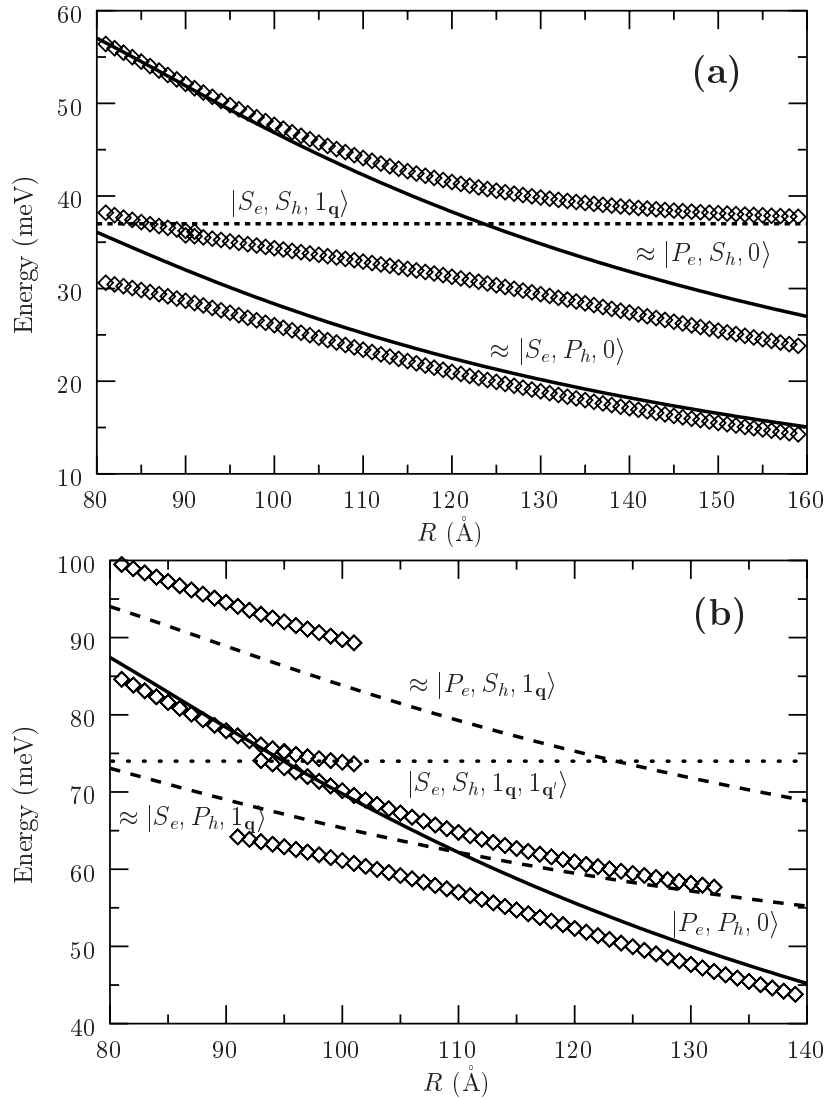 60
(a)
50
|S_e, S_h, 1_q⟩
40
Energy (meV)
≈ |P_e, S_h, 0⟩
30
≈ |S_e, P_h, 0⟩
20
10
80 90 100 110 120 130 140 150 160
R (Å)
100
(b)
90
≈ |P_e, S_h, 1_q⟩
80
|S_e, S_h, 1_q, 1_q'⟩
70
Energy (meV)
≈ |S_e, P_h, 1_q⟩
60
|P_e, P_h, 0⟩
50
40
80 90 100 110 120 130 140
R (Å)